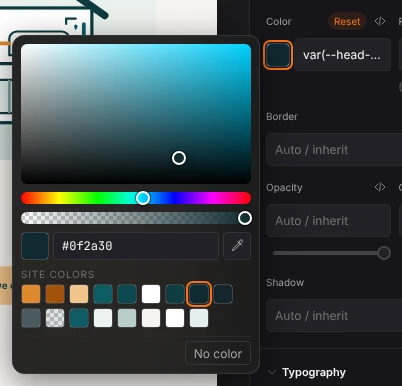 Color
Reset
var(--head-...
Border
Auto / inherit
Opacity
Auto / inherit
#0f2a30
SITE COLORS
Shadow
Auto / inherit
No color
Typography